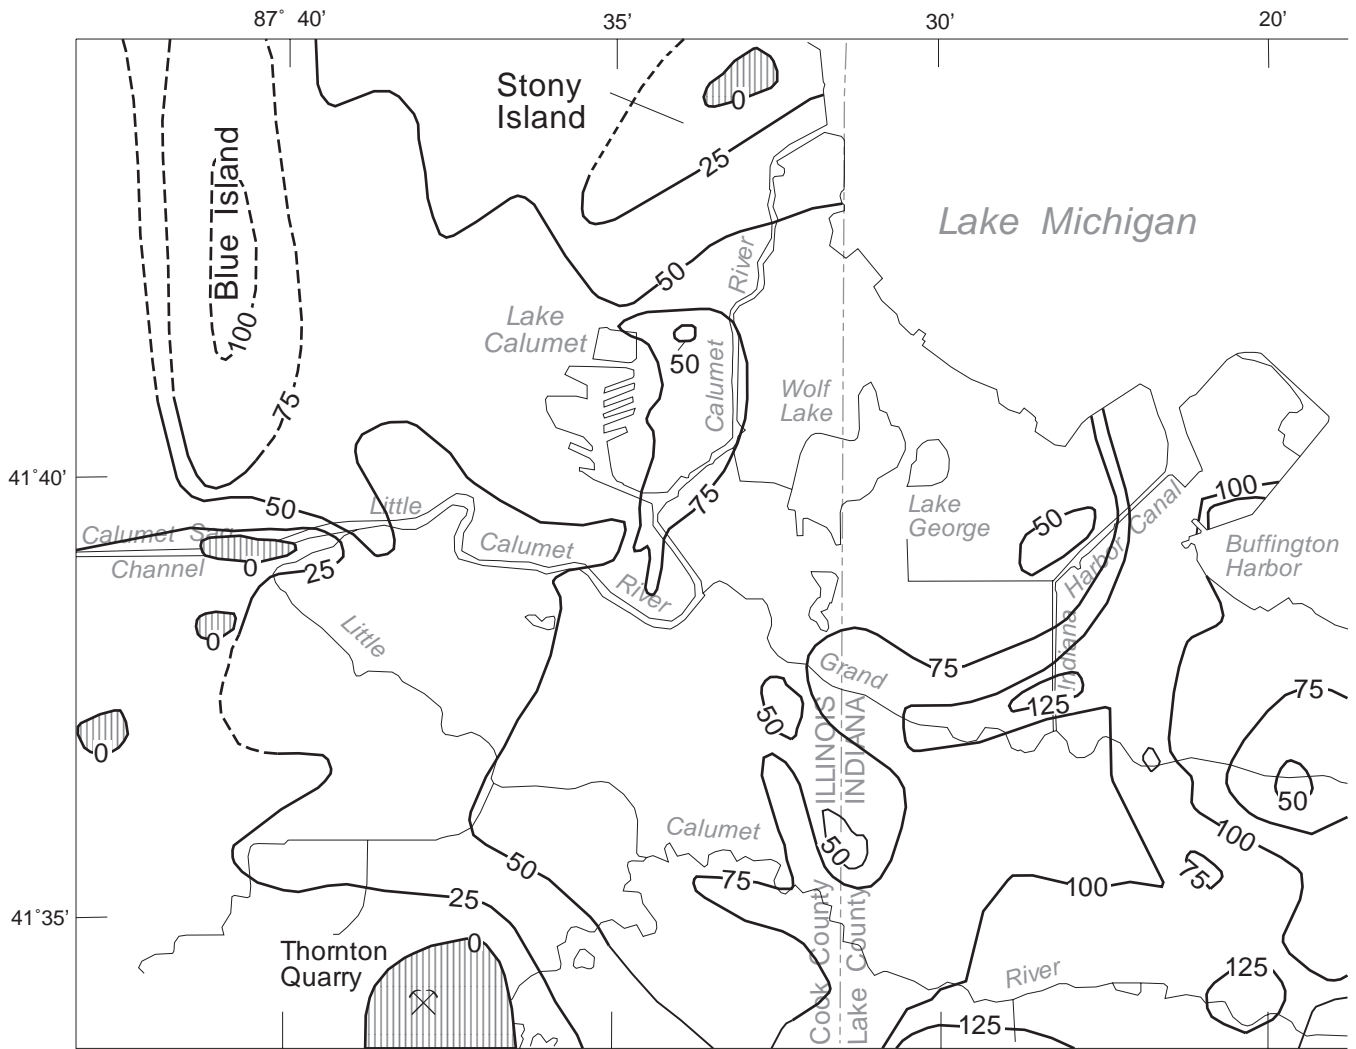 87° 40'
35'
30'
20'
Stony
Island
0
25
Blue Island
100
Lake Michigan
River
50
Lake
Calumet
50
Calumet
75
Wolf
Lake
41°40'
50
Little
75
Lake
George
50
100
Harbor Canal
Indiana
Buffington
Harbor
Calumet Sag
Channel
0
25
Calumet
River
0
Little
75
Grand
125
75
50
0
ILLINOIS
INDIANA
50
Calumet
50
100
50
75
75
100
25
41°35'
Thornton
Quarry
0
Cook County
Lake County
River
125
125